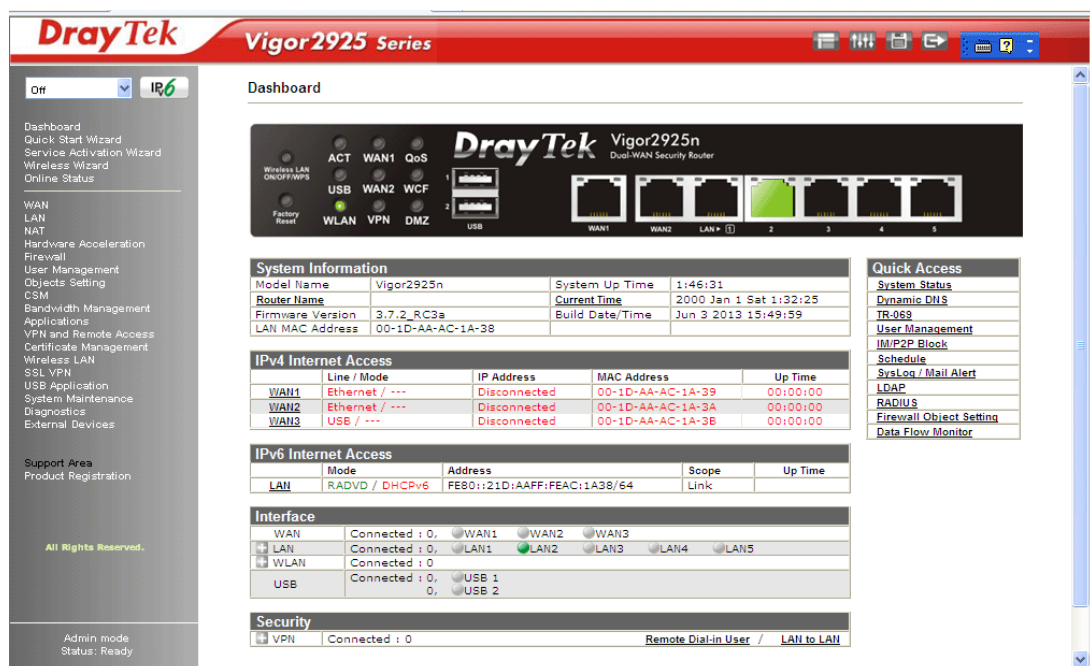 DrayTek Vigor2925 Series
Off IPv6
Dashboard
Quick Start Wizard
Service Activation Wizard
Wireless Wizard
Online Status
WAN
LAN
NAT
Hardware Acceleration
Firewall
User Management
Objects Setting
CSM
Bandwidth Management
Applications
VPN and Remote Access
Certificate Management
Wireless LAN
SSL VPN
USB Application
System Maintenance
Diagnostics
External Devices
Support Area
Product Registration
All Rights Reserved.
Admin mode
Status: Ready
Dashboard
DrayTek Vigor2925n
Dual-WAN Security Router
Wireless LAN
ON/OFF/WPS
ACT WAN1 QoS
USB WAN2 WCF
Factory
Reset
WLAN VPN DMZ
1
2
USB
WAN1 WAN2 LAN 1 2 3 4 5
System Information
Model Name Vigor2925n System Up Time 1:46:31
Router Name Current Time 2000 Jan 1 Sat 1:32:25
Firmware Version 3.7.2_RC3a Build Date/Time Jun 3 2013 15:49:59
LAN MAC Address 00-1D-AA-AC-1A-38
IPv4 Internet Access
Line / Mode IP Address MAC Address Up Time
WAN1 Ethernet / --- Disconnected 00-1D-AA-AC-1A-39 00:00:00
WAN2 Ethernet / --- Disconnected 00-1D-AA-AC-1A-3A 00:00:00
WAN3 USB / --- Disconnected 00-1D-AA-AC-1A-3B 00:00:00
IPv6 Internet Access
Mode Address Scope Up Time
LAN RADVD / DHCPv6 FE80::21D:AAFF:FEAC:1A38/64 Link
Interface
WAN Connected : 0, WAN1 WAN2 WAN3
LAN Connected : 0, LAN1 LAN2 LAN3 LAN4 LAN5
WLAN Connected : 0
USB Connected : 0, USB 1
0, USB 2
Security
VPN Connected : 0 Remote Dial-in User / LAN to LAN
Quick Access
System Status
Dynamic DNS
TR-069
User Management
IM/P2P Block
Schedule
SysLog / Mail Alert
LDAP
RADIUS
Firewall Object Setting
Data Flow Monitor